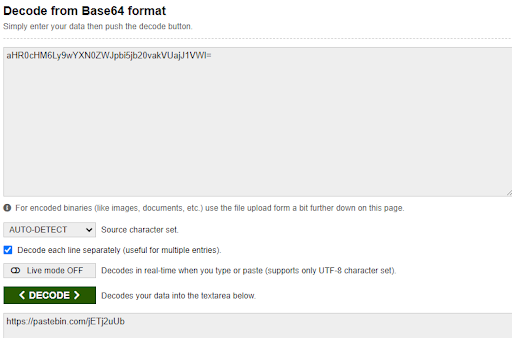 Decode from Base64 format
Simply enter your data then push the decode button.
aHR0cHM6Ly9wYXN0ZWJpbi5jb20vakVUajJ1VWI=
For encoded binaries (like images, documents, etc.) use the file upload form a bit further down on this page.
AUTO-DETECT Source character set.
Decode each line separately (useful for multiple entries).
Live mode OFF Decodes in real-time when you type or paste (supports only UTF-8 character set).
< DECODE > Decodes your data into the textarea below.
https://pastebin.com/jETj2uUb